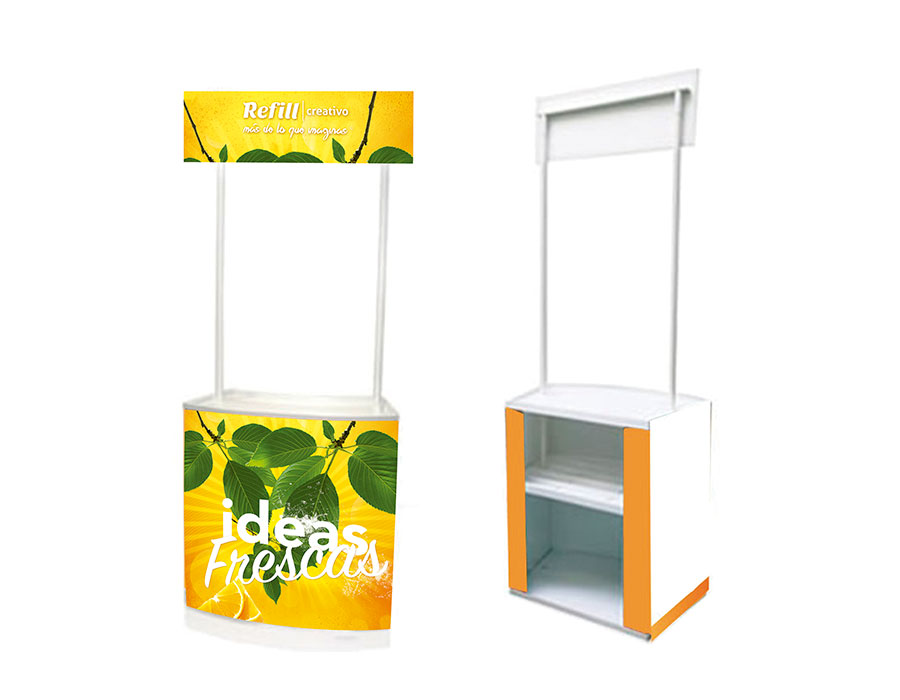 Refill | creativo
más de lo que imaginas
ideas
Frescas